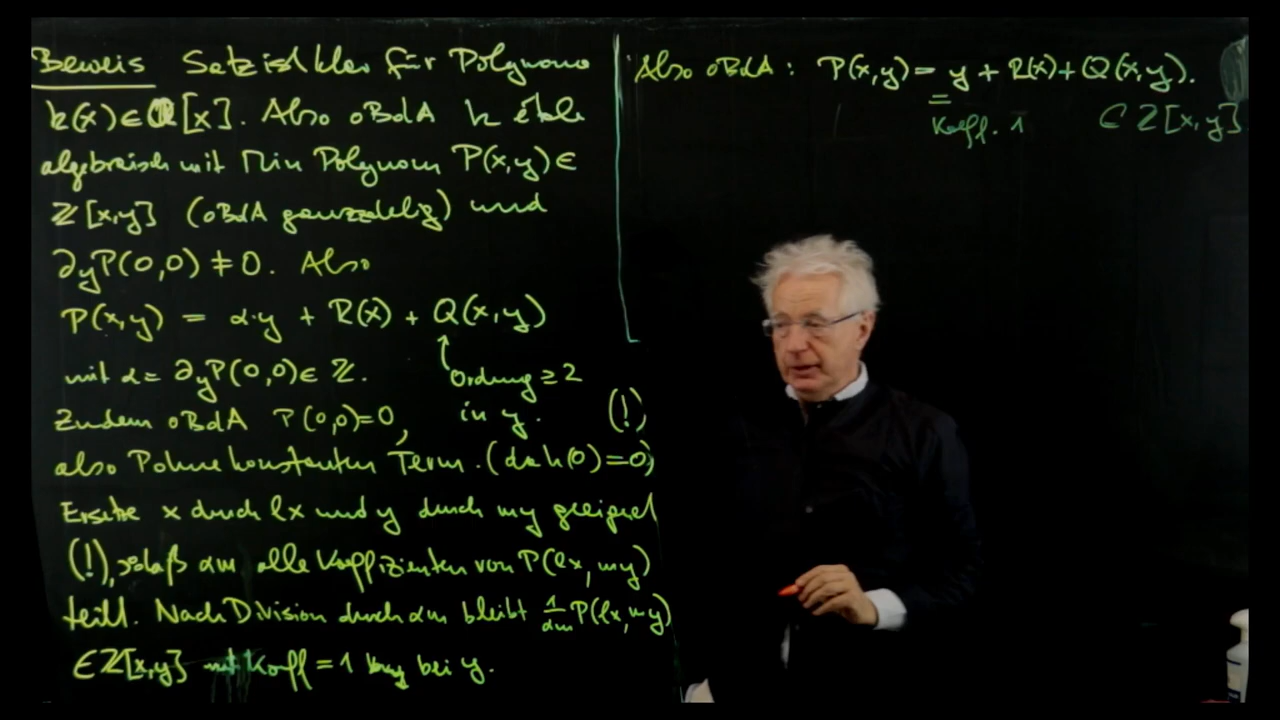 Beweis Satz ist klar für Polynome
h(x) ∈ Q[x]. Also oBdA h étale
algebraisch mit Min Polynom P(x,y) ∈
Z[x,y] (oBdA ganzzahlig) und
∂yP(0,0) ≠ 0. Also
P(x,y) = α·y + R(x) + Q(x,y)
mit α = ∂yP(0,0) ∈ Z.
Ordnung ≥ 2
in y.
Zudem oBdA P(0,0)=0,
(!)
also P ohne konstanten Term. (da h(0)=0)
Ersetze x durch lx und y durch my geeignet
(!), sodaß αm alle Koeffizienten von P(lx, my)
teilt. Nach Division durch αm bleibt 1/αm P(lx, my)
∈ Z[x,y] mit Koeff = 1 bei y.
Also oBdA: P(x,y) = y + R(x) + Q(x,y).
Koeff. 1 ∈ Z[x,y]